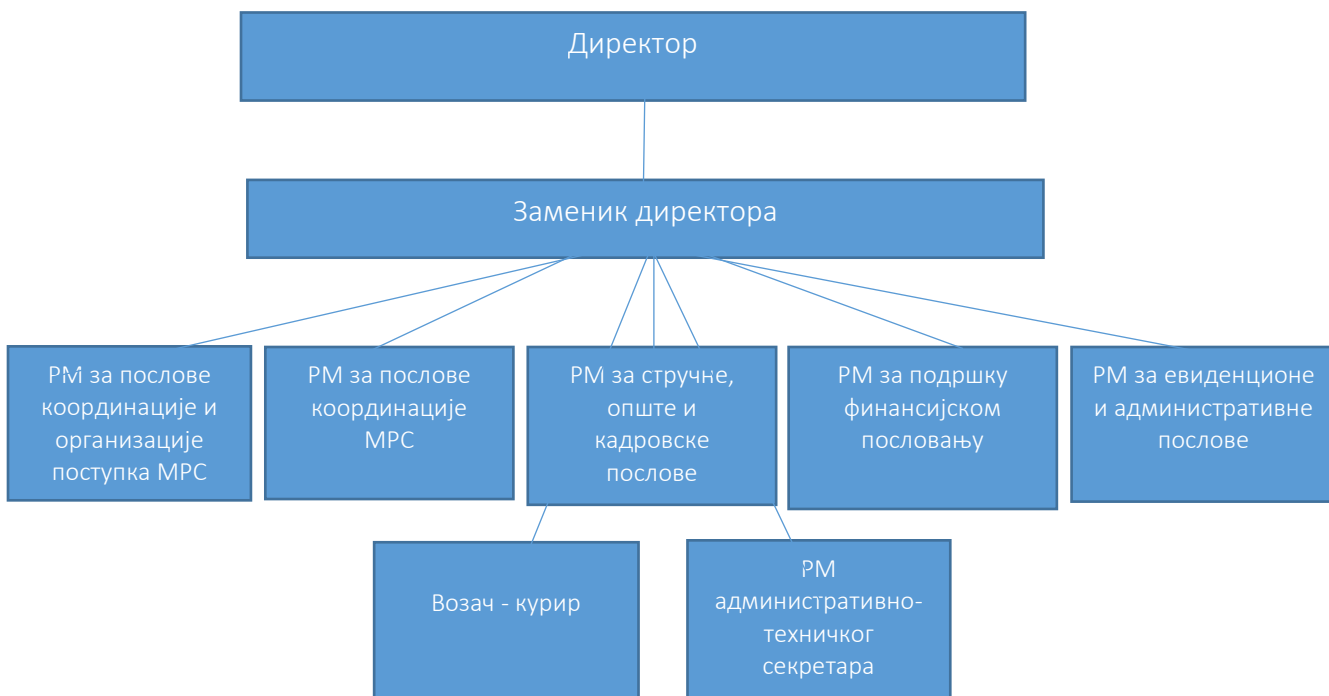 Директор
Заменик директора
РМ за послове
координације и
организације
поступка МРС
РМ за послове
координације
МРС
РМ за стручне,
опште и
кадровске
послове
РМ за подршку
финансијском
пословању
РМ за евиденционе
и административне
послове
Возач - курир
РМ
административно-
техничког
секретара